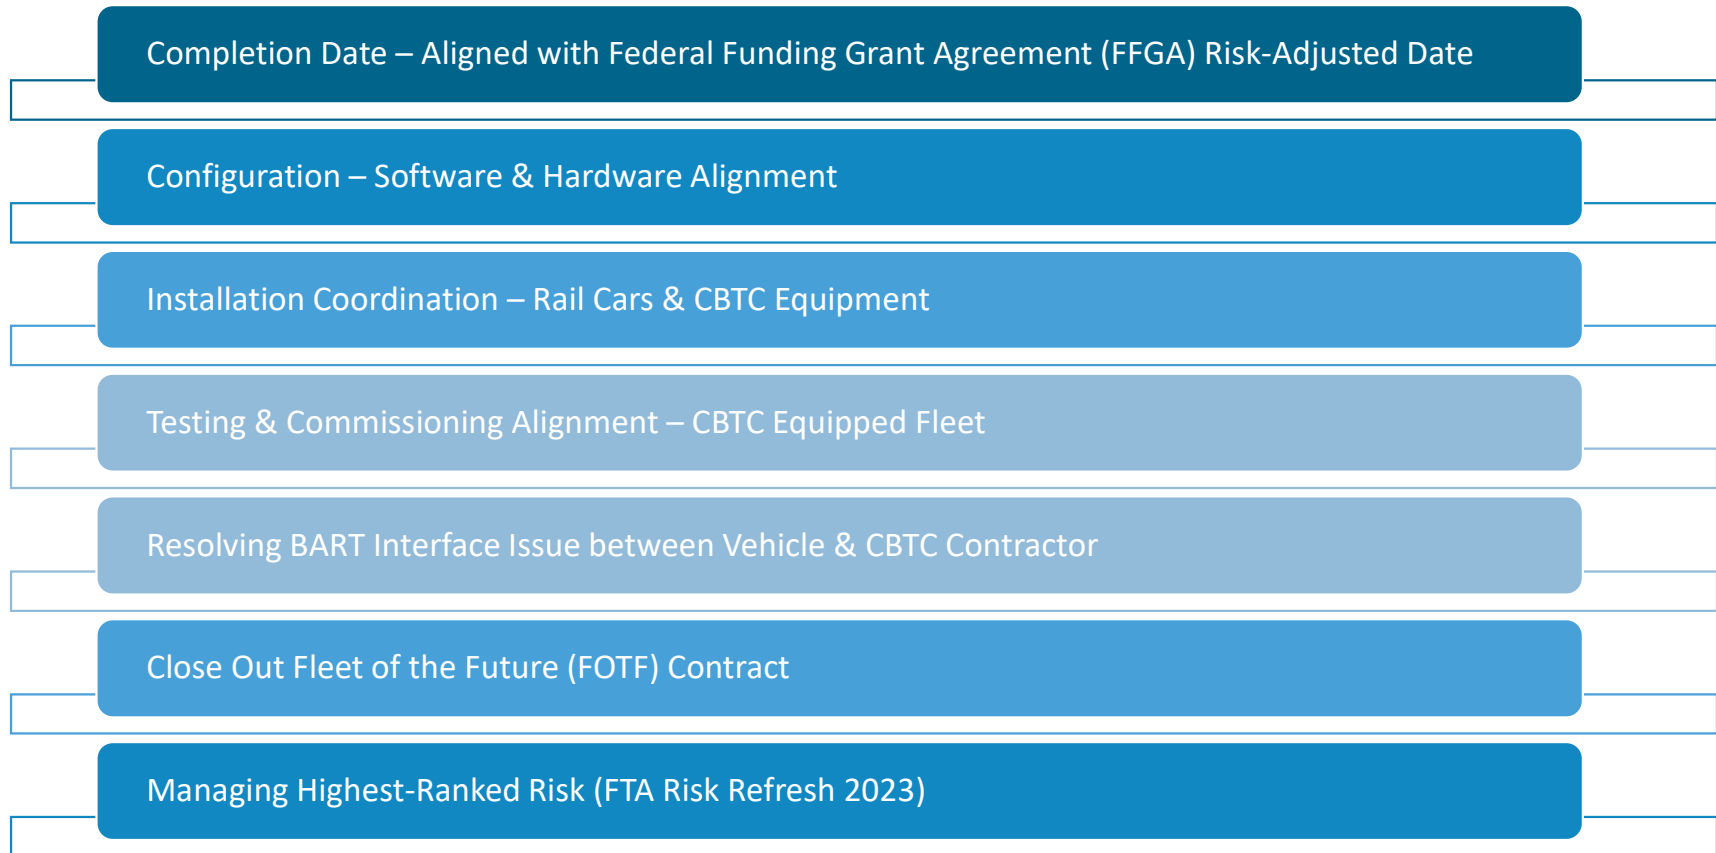 Completion Date – Aligned with Federal Funding Grant Agreement (FFGA) Risk-Adjusted Date
Configuration – Software & Hardware Alignment
Installation Coordination – Rail Cars & CBTC Equipment
Testing & Commissioning Alignment – CBTC Equipped Fleet
Resolving BART Interface Issue between Vehicle & CBTC Contractor
Close Out Fleet of the Future (FOTF) Contract
Managing Highest-Ranked Risk (FTA Risk Refresh 2023)